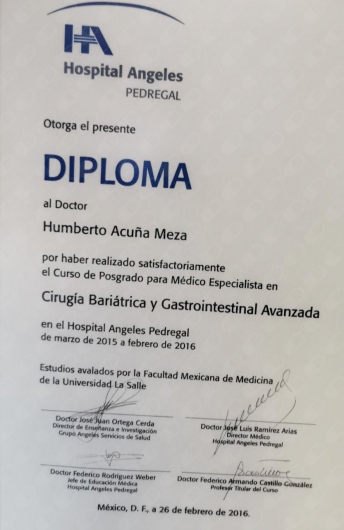 HA
Hospital Angeles
PEDREGAL
Otorga el presente
DIPLOMA
al Doctor
Humberto Acuña Meza
por haber realizado satisfactoriamente
el Curso de Posgrado para Médico Especialista en
Cirugía Bariátrica y Gastrointestinal Avanzada
en el Hospital Angeles Pedregal
de marzo de 2015 a febrero de 2016
Estudios avalados por la Facultad Mexicana de Medicina
de la Universidad La Salle
Doctor José Juan Ortega Cerda
Director de Enseñanza e Investigación
Grupo Angeles Servicios de Salud
Doctor José Luis Ramírez Arias
Director Médico
Hospital Angeles Pedregal
Doctor Federico Rodríguez Weber
Jefe de Educación Médica
Hospital Angeles Pedregal
Doctor Federico Armando Castillo González
Profesor Titular del Curso
México, D. F., a 26 de febrero de 2016.